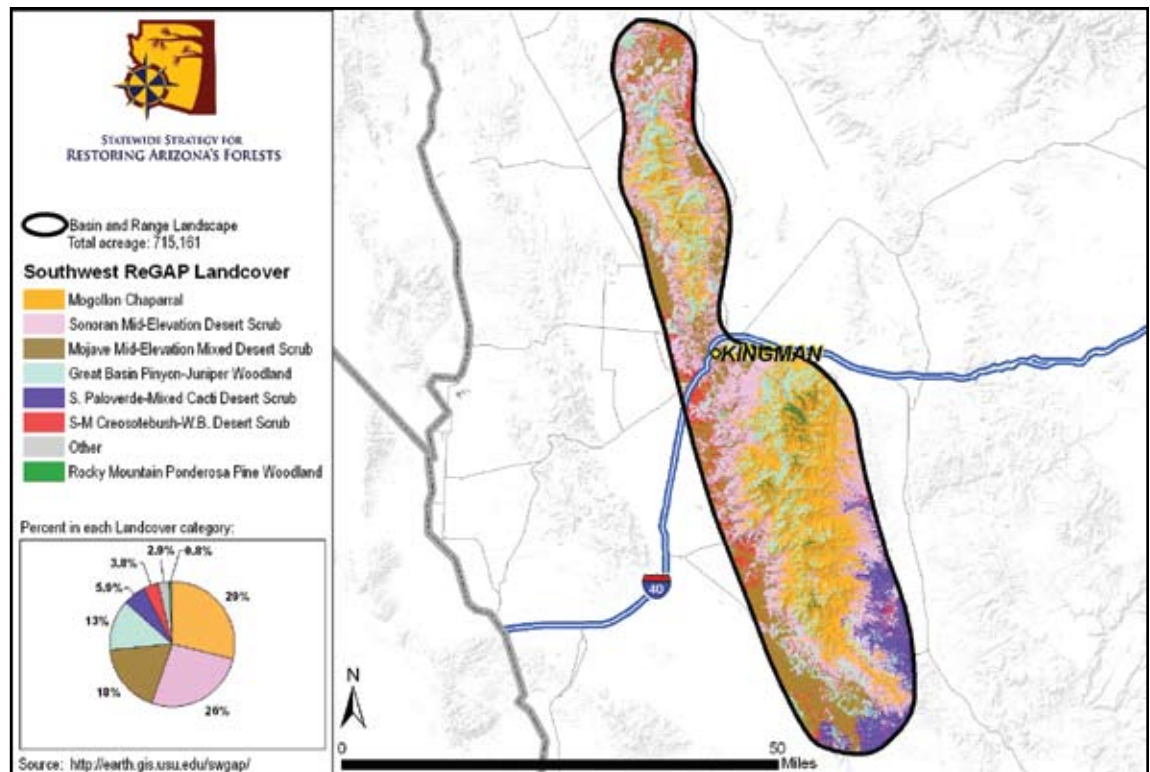 STATEWIDE STRATEGY FOR
RESTORING ARIZONA'S FORESTS
Basin and Range Landscape
Total acreage: 715,161
Southwest ReGAP Landcover
Mogollon Chaparral
Sonoran Mid-Elevation Desert Scrub
Mojave Mid-Elevation Mixed Desert Scrub
Great Basin Pinyon-Juniper Woodland
S. Paloverde-Mixed Cacti Desert Scrub
S-M Creosotebush-W.B. Desert Scrub
Other
Rocky Mountain Ponderosa Pine Woodland
Percent in each Landcover category:
2.9% 0.8%
3.8%
5.9%
29%
13%
18%
26%
Source: http://earth.gis.usu.edu/swgap/
KINGMAN
40
N
0 50
Miles